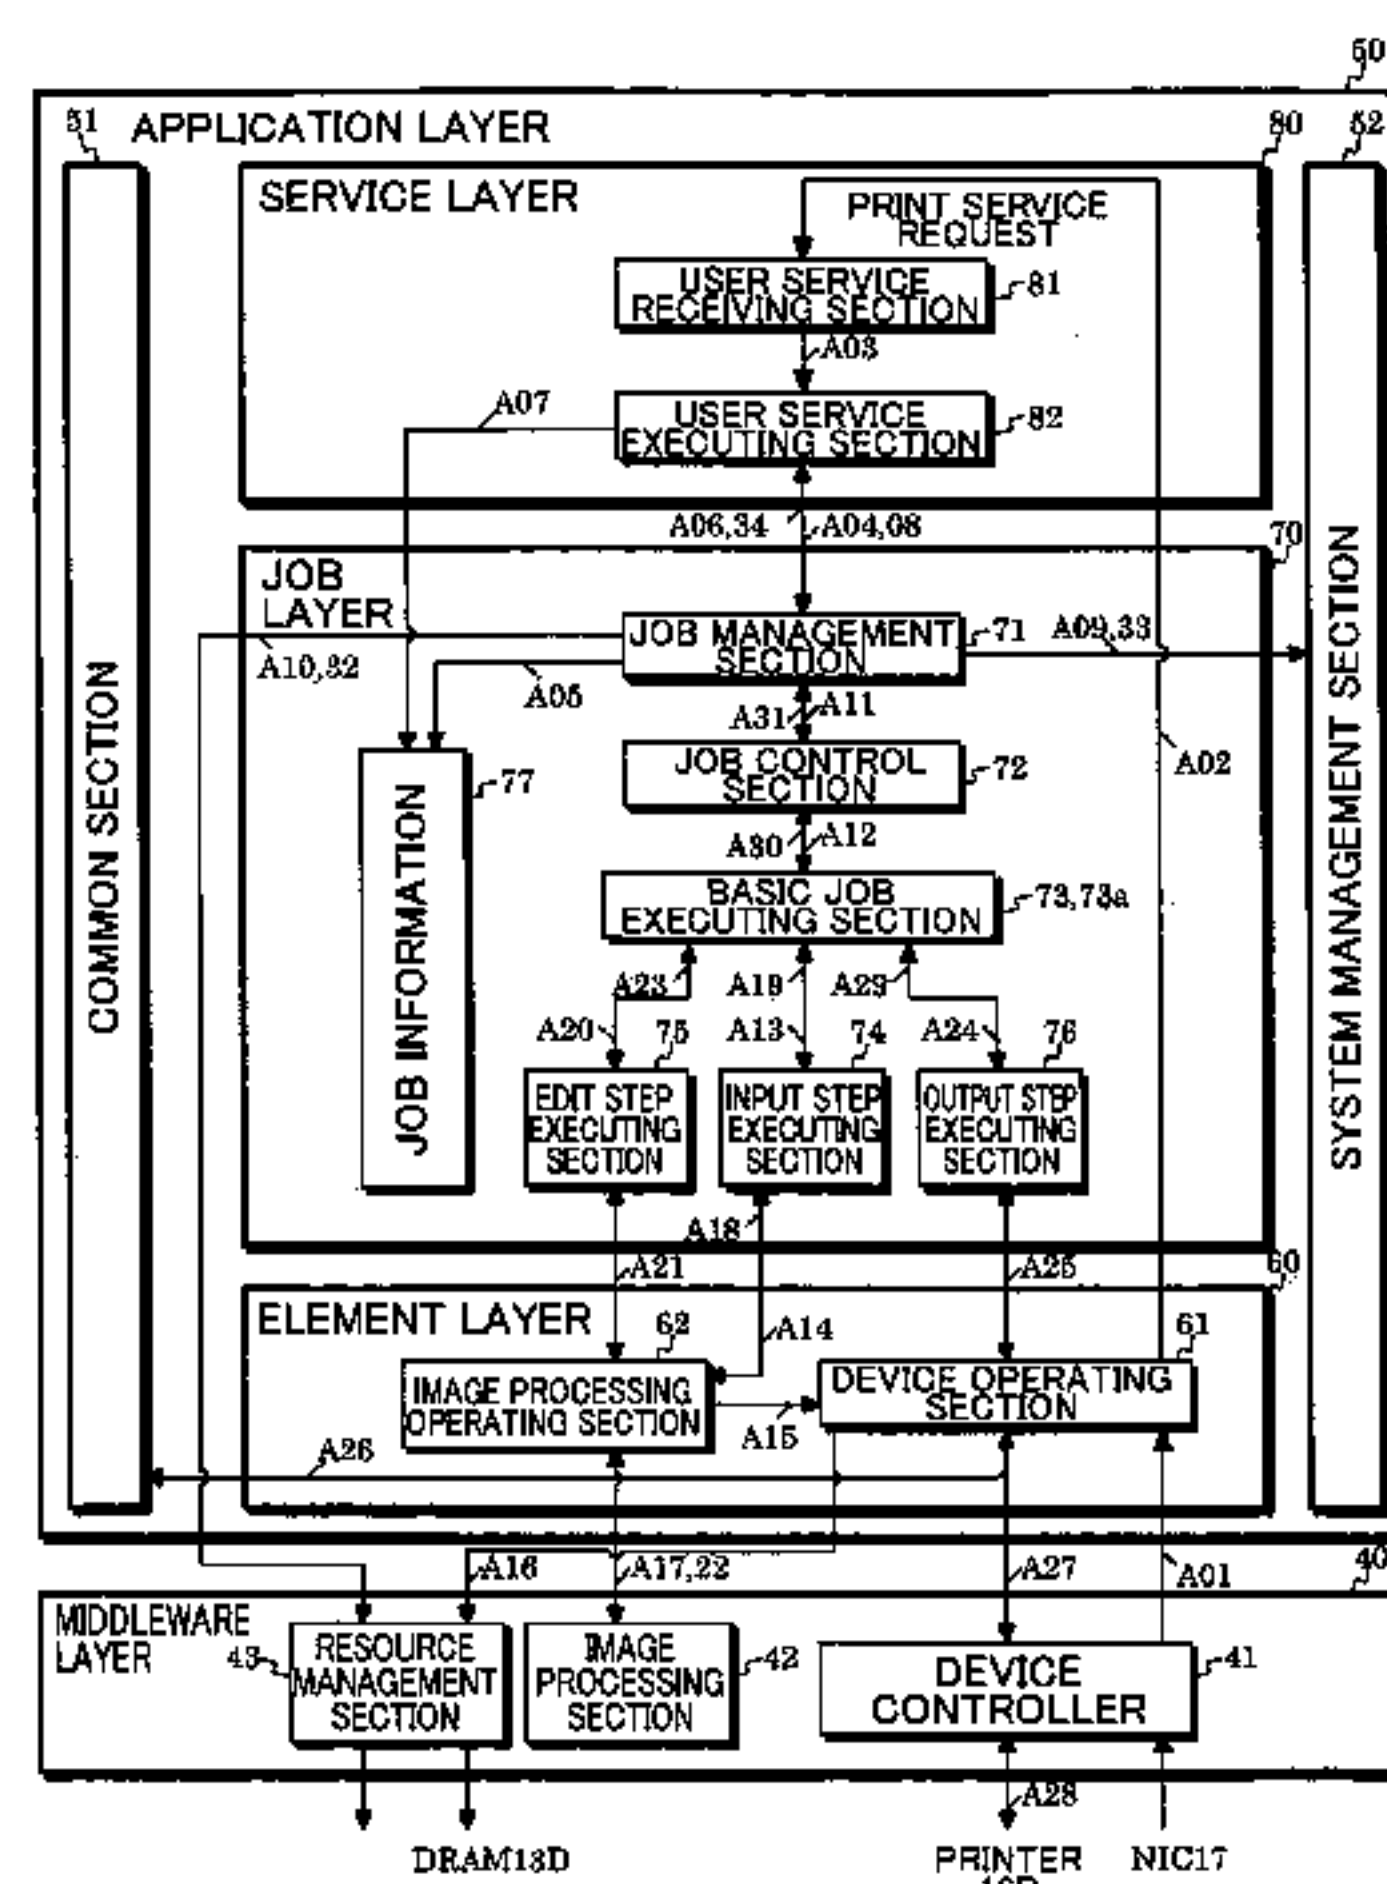 50
51
APPLICATION LAYER
80
52
SERVICE LAYER
PRINT SERVICE
REQUEST
USER SERVICE
RECEIVING SECTION
81
A03
A07
USER SERVICE
EXECUTING SECTION
82
A06,34
A04,08
70
JOB
LAYER
JOB MANAGEMENT
SECTION
71
A09,33
A10,32
A05
A31
A11
JOB CONTROL
SECTION
72
A02
77
A30
A12
BASIC JOB
EXECUTING SECTION
73,73a
COMMON SECTION
JOB INFORMATION
SYSTEM MANAGEMENT SECTION
A23
A19
A29
A20
75
A13
74
A24
76
EDIT STEP
EXECUTING
SECTION
INPUT STEP
EXECUTING
SECTION
OUTPUT STEP
EXECUTING
SECTION
A18
A21
A25
60
ELEMENT LAYER
62
A14
61
IMAGE PROCESSING
OPERATING SECTION
DEVICE OPERATING
SECTION
A15
A26
A16
A17,22
A27
A01
40
MIDDLEWARE
LAYER
43
RESOURCE
MANAGEMENT
SECTION
IMAGE
PROCESSING
SECTION
42
DEVICE
CONTROLLER
41
A28
DRAM13D
PRINTER
NIC17